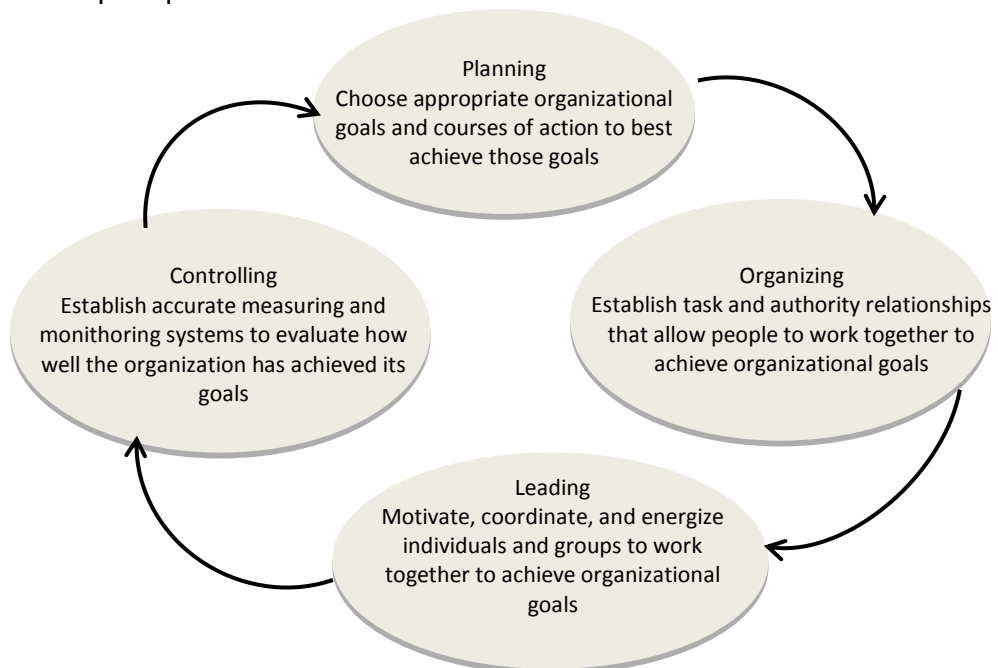 Planning
Choose appropriate organizational
goals and courses of action to best
achieve those goals
Organizing
Establish task and authority relationships
that allow people to work together to
achieve organizational goals
Leading
Motivate, coordinate, and energize
individuals and groups to work
together to achieve organizational
goals
Controlling
Establish accurate measuring and
monithoring systems to evaluate how
well the organization has achieved its
goals